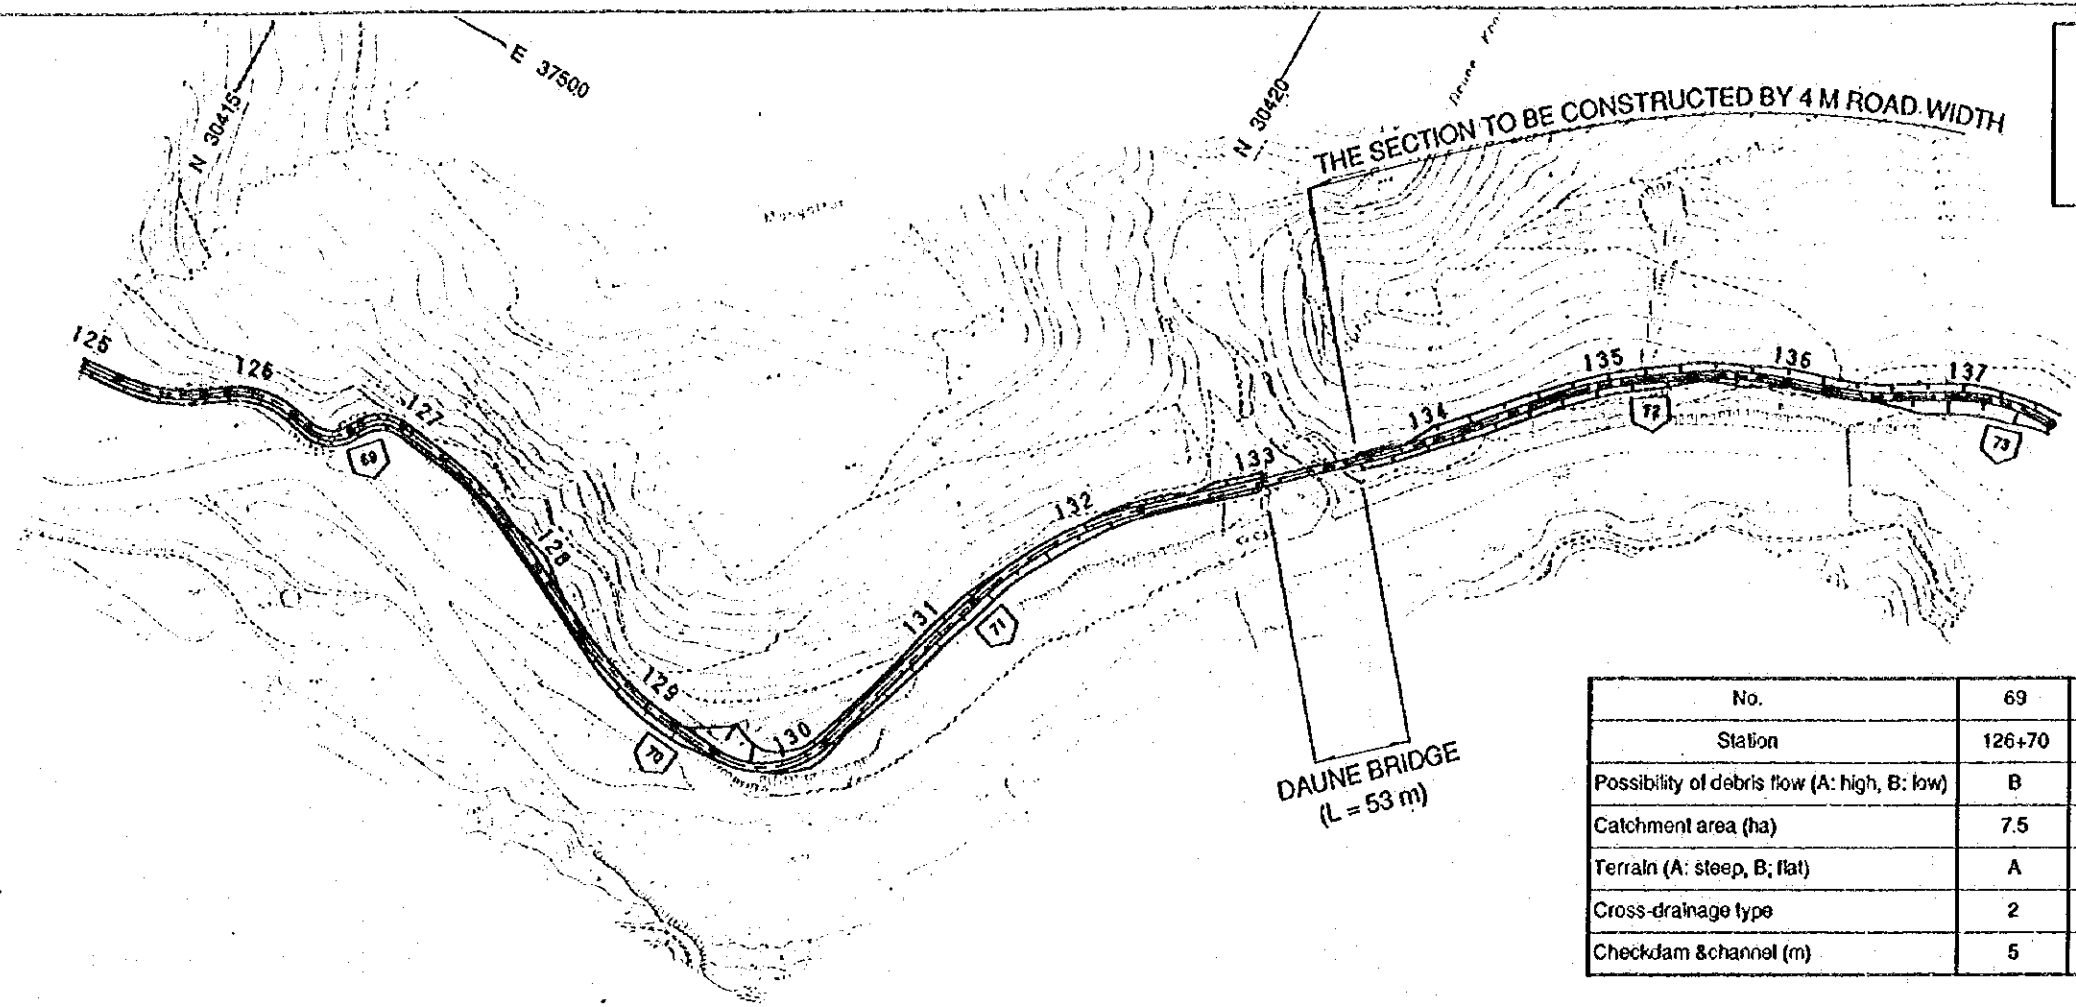 E 37500
N 30415
N 30420
Daune
THE SECTION TO BE CONSTRUCTED BY 4 M ROAD WIDTH
125
126
127
128
129
130
131
132
133
134
135
136
137
69
70
71
72
73
DAUNE BRIDGE
(L = 53 m)
No. 69
Station 126+70
Possibility of debris flow (A: high, B: low) B
Catchment area (ha) 7.5
Terrain (A: steep, B; flat) A
Cross-drainage type 2
Checkdam &channel (m) 5